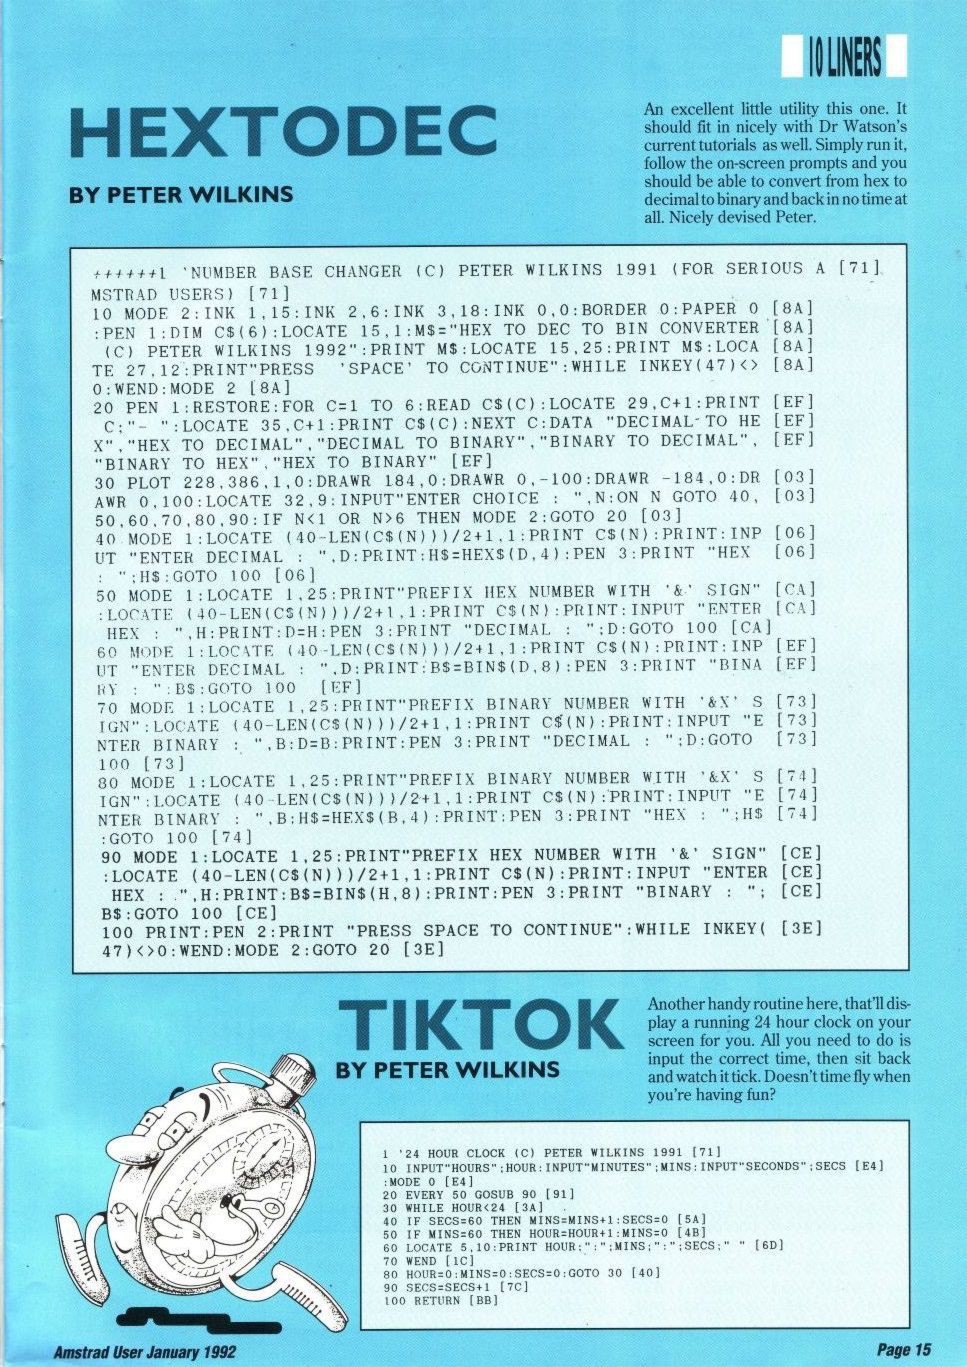 10 LINERS
HEXTODEC
BY PETER WILKINS
An excellent little utility this one. It
should fit in nicely with Dr Watson's
current tutorials as well. Simply run it,
follow the on-screen prompts and you
should be able to convert from hex to
decimal to binary and back in no time at
all. Nicely devised Peter.
++++++1 'NUMBER BASE CHANGER (C) PETER WILKINS 1991 (FOR SERIOUS A [71]
MSTRAD USERS) [71]
10 MODE 2:INK 1,15:INK 2,6:INK 3,18:INK 0,0:BORDER 0:PAPER 0 [8A]
:PEN 1:DIM C$(6):LOCATE 15,1:M$="HEX TO DEC TO BIN CONVERTER [8A]
(C) PETER WILKINS 1992":PRINT M$:LOCATE 15,25:PRINT M$:LOCA [8A]
TE 27,12:PRINT"PRESS 'SPACE' TO CONTINUE":WHILE INKEY(47)<> [8A]
0:WEND:MODE 2 [8A]
20 PEN 1:RESTORE:FOR C=1 TO 6:READ C$(C):LOCATE 29,C+1:PRINT [EF]
C;"- ":LOCATE 35,C+1:PRINT C$(C):NEXT C:DATA "DECIMAL TO HE [EF]
X","HEX TO DECIMAL","DECIMAL TO BINARY","BINARY TO DECIMAL", [EF]
"BINARY TO HEX","HEX TO BINARY" [EF]
30 PLOT 228,386,1,0:DRAWR 184,0:DRAWR 0,-100:DRAWR -184,0:DR [03]
AWR 0,100:LOCATE 32,9:INPUT"ENTER CHOICE : ",N:ON N GOTO 40, [03]
50,60,70,80,90:IF N<1 OR N>6 THEN MODE 2:GOTO 20 [03]
40 MODE 1:LOCATE (40-LEN(C$(N)))/2+1,1:PRINT C$(N):PRINT:INP [06]
UT "ENTER DECIMAL : ",D:PRINT:H$=HEX$(D,4):PEN 3:PRINT "HEX [06]
: ";H$:GOTO 100 [06]
50 MODE 1:LOCATE 1,25:PRINT"PREFIX HEX NUMBER WITH '&' SIGN" [CA]
:LOCATE (40-LEN(C$(N)))/2+1,1:PRINT C$(N):PRINT:INPUT "ENTER [CA]
HEX : ",H:PRINT:D=H:PEN 3:PRINT "DECIMAL : ";D:GOTO 100 [CA]
60 MODE 1:LOCATE (40-LEN(C$(N)))/2+1,1:PRINT C$(N):PRINT:INP [EF]
UT "ENTER DECIMAL : ",D:PRINT:B$=BIN$(D,8):PEN 3:PRINT "BINA [EF]
RY : ":B$:GOTO 100 [EF]
70 MODE 1:LOCATE 1,25:PRINT"PREFIX BINARY NUMBER WITH '&X' S [73]
IGN":LOCATE (40-LEN(C$(N)))/2+1,1:PRINT C$(N):PRINT:INPUT "E [73]
NTER BINARY : ",B:D=B:PRINT:PEN 3:PRINT "DECIMAL : ";D:GOTO [73]
100 [73]
80 MODE 1:LOCATE 1,25:PRINT"PREFIX BINARY NUMBER WITH '&X' S [74]
IGN":LOCATE (40-LEN(C$(N)))/2+1,1:PRINT C$(N):PRINT:INPUT "E [74]
NTER BINARY : ",B:H$=HEX$(B,4):PRINT:PEN 3:PRINT "HEX : ";H$ [74]
:GOTO 100 [74]
90 MODE 1:LOCATE 1,25:PRINT"PREFIX HEX NUMBER WITH '&' SIGN" [CE]
:LOCATE (40-LEN(C$(N)))/2+1,1:PRINT C$(N):PRINT:INPUT "ENTER [CE]
HEX : ",H:PRINT:B$=BIN$(H,8):PRINT:PEN 3:PRINT "BINARY : "; [CE]
B$:GOTO 100 [CE]
100 PRINT:PEN 2:PRINT "PRESS SPACE TO CONTINUE":WHILE INKEY( [3E]
47)<>0:WEND:MODE 2:GOTO 20 [3E]
TIKTOK
BY PETER WILKINS
Another handy routine here, that'll dis-
play a running 24 hour clock on your
screen for you. All you need to do is
input the correct time, then sit back
and watch it tick. Doesn't time fly when
you're having fun?
1 '24 HOUR CLOCK (C) PETER WILKINS 1991 [71]
10 INPUT"HOURS";HOUR:INPUT"MINUTES";MINS:INPUT"SECONDS";SECS [E4]
:MODE 0 [E4]
20 EVERY 50 GOSUB 90 [91]
30 WHILE HOUR<24 [3A]
40 IF SECS=60 THEN MINS=MINS+1:SECS=0 [5A]
50 IF MINS=60 THEN HOUR=HOUR+1:MINS=0 [4B]
60 LOCATE 5,10:PRINT HOUR;":";MINS;":";SECS;" " [6D]
70 WEND [1C]
80 HOUR=0:MINS=0:SECS=0:GOTO 30 [40]
90 SECS=SECS+1 [7C]
100 RETURN [BB]
Amstrad User January 1992
Page 15